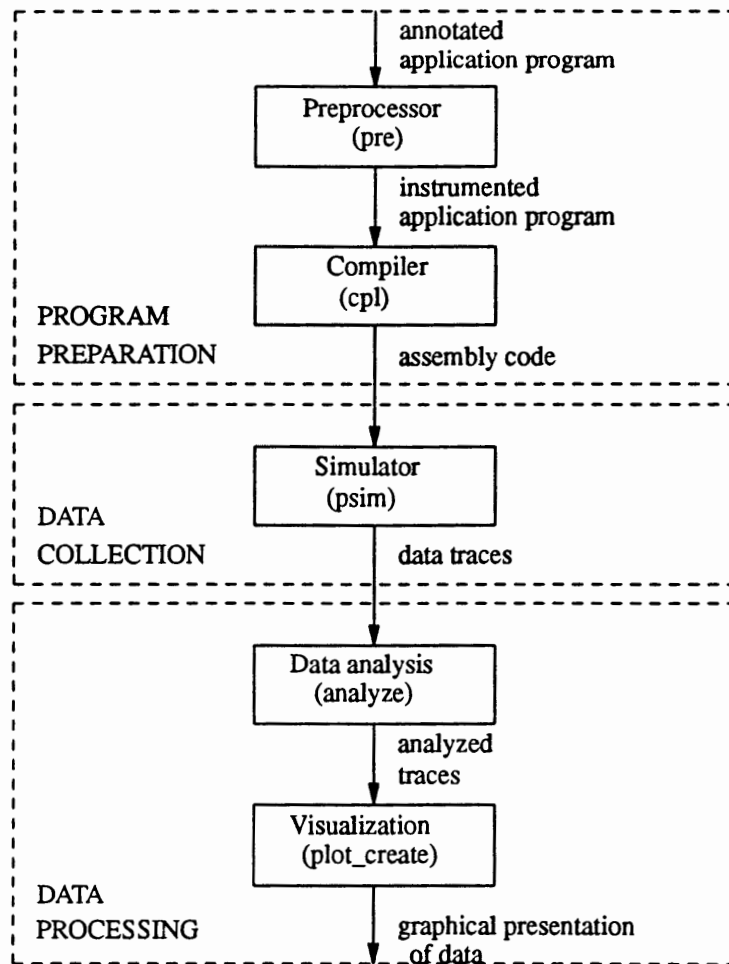 annotated
application program
Preprocessor
(pre)
instrumented
application program
Compiler
(cpl)
PROGRAM
PREPARATION
assembly code
Simulator
(psim)
DATA
COLLECTION
data traces
Data analysis
(analyze)
analyzed
traces
Visualization
(plot_create)
DATA
PROCESSING
graphical presentation
of data